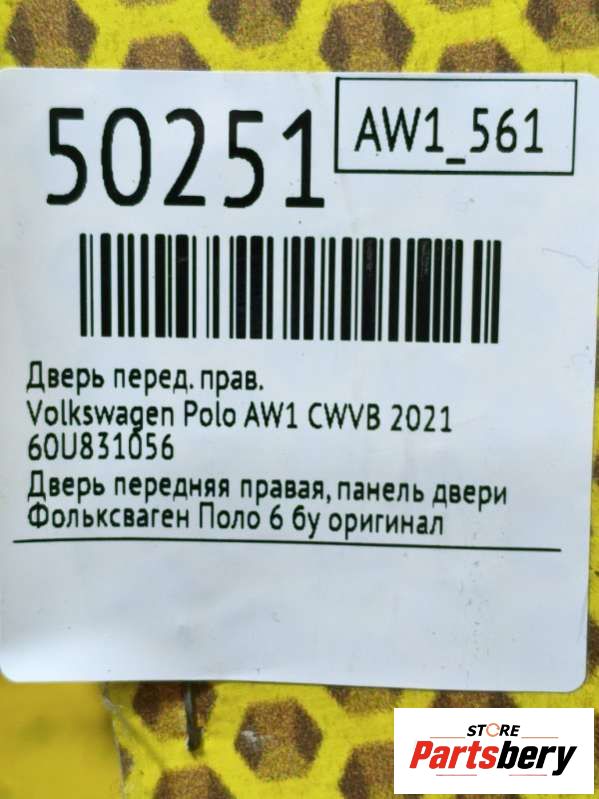 50251
AW1_561
Дверь перед. прав.
Volkswagen Polo AW1 CWVB 2021
60U831056
Дверь передняя правая, панель двери
Фольксваген Поло 6 бу оригинал
STORE
Partsbery